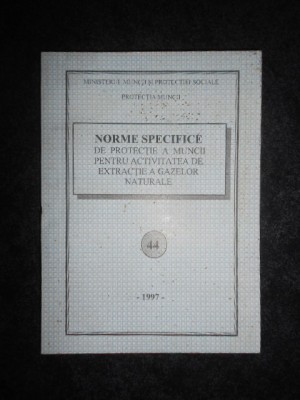 MINISTERUL MUNCII ȘI PROTECȚIEI SOCIALE
PROTECȚIA MUNCII
NORME SPECIFICE
DE PROTECȚIE A MUNCII
PENTRU ACTIVITATEA DE
EXTRACȚIE A GAZELOR
NATURALE
44
- 1997 -